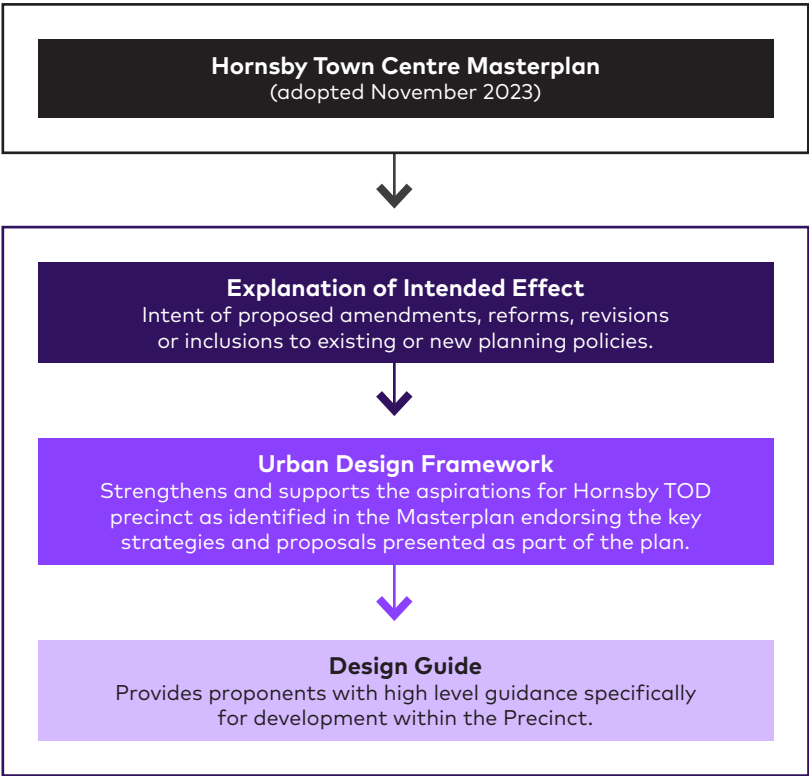 Hornsby Town Centre Masterplan
(adopted November 2023)
Explanation of Intended Effect
Intent of proposed amendments, reforms, revisions
or inclusions to existing or new planning policies.
Urban Design Framework
Strengthens and supports the aspirations for Hornsby TOD
precinct as identified in the Masterplan endorsing the key
strategies and proposals presented as part of the plan.
Design Guide
Provides proponents with high level guidance specifically
for development within the Precinct.